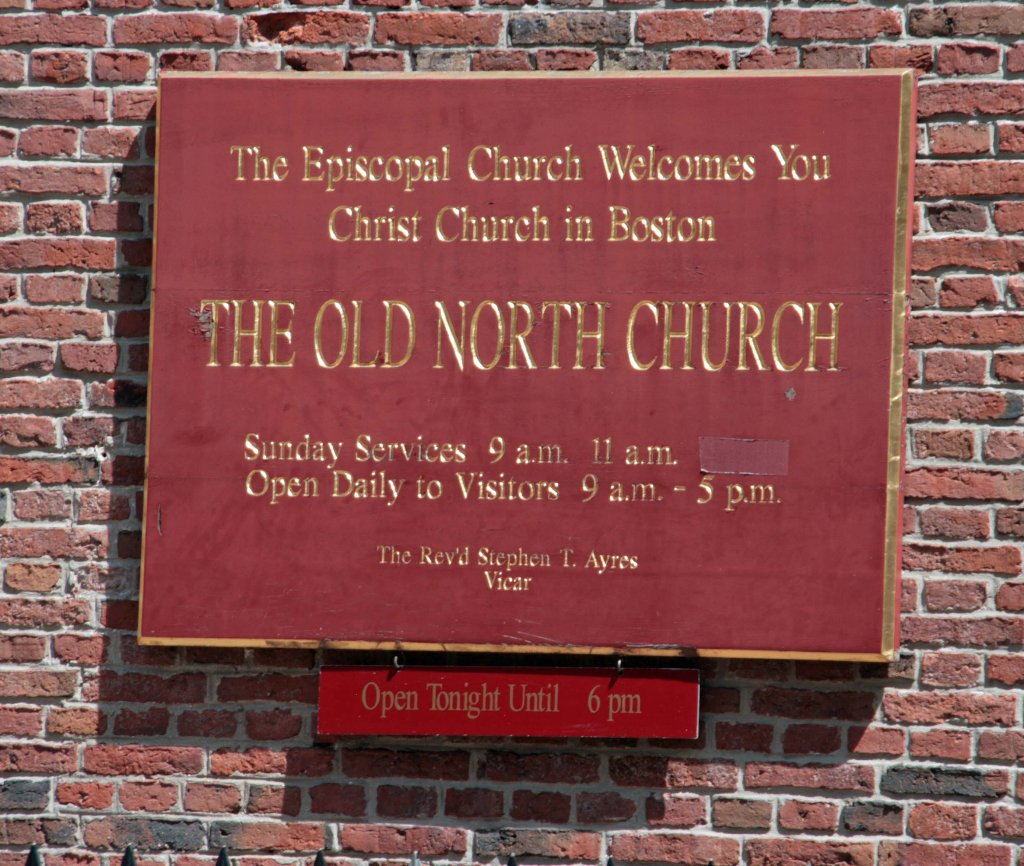 The Episcopal Church Welcomes You
Christ Church in Boston
THE OLD NORTH CHURCH
Sunday Services 9 a.m. 11 a.m.
Open Daily to Visitors 9 a.m. - 5 p.m.
The Rev'd Stephen T. Ayres
Vicar
Open Tonight Until 6 pm